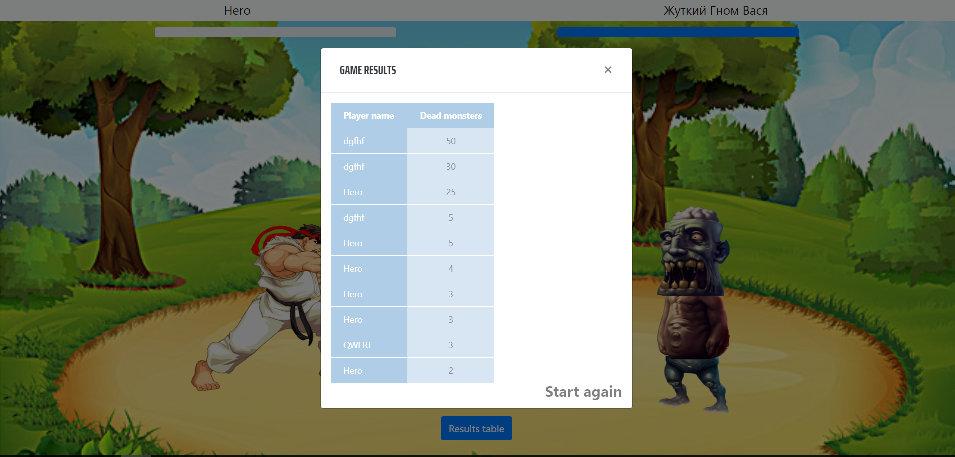 Hero
Жуткий Гном Вася
GAME RESULTS
×
Player name Dead monsters
dgfhf 50
dgfhf 30
Hero 25
dgfhf 5
Hero 5
Hero 4
Hero 3
Hero 3
3
Hero 2
Start again
Results table